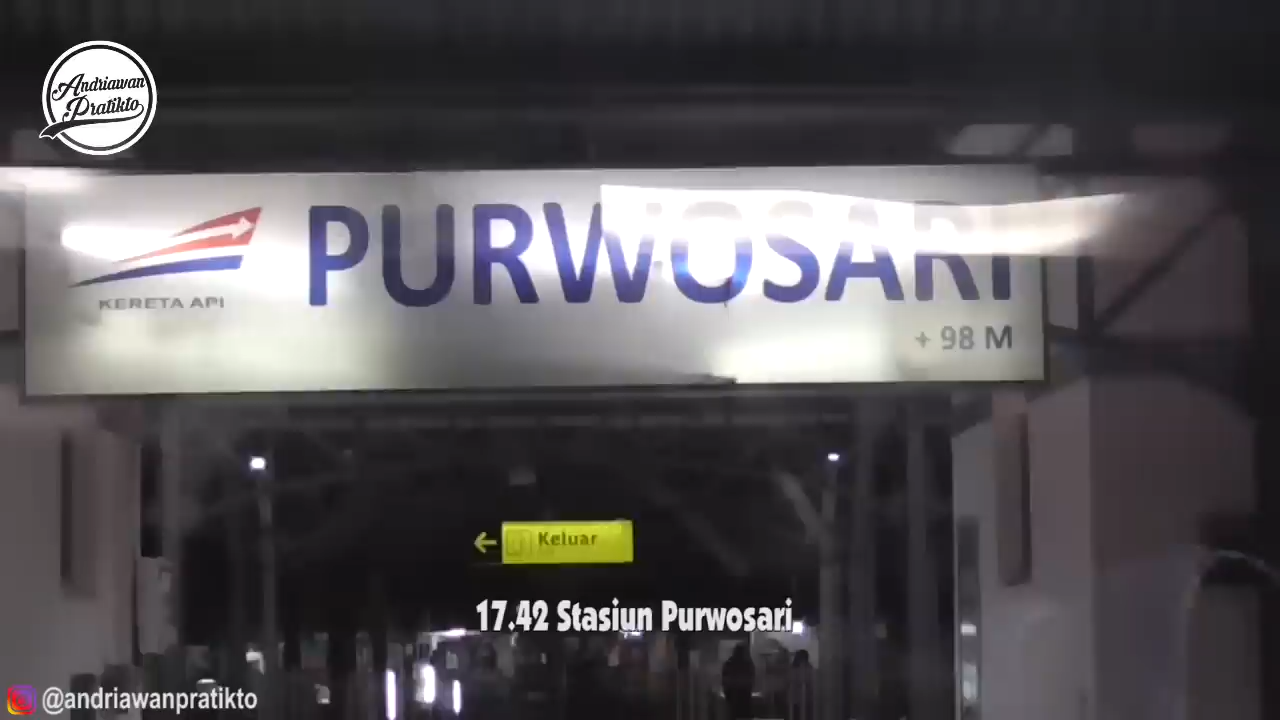 Andriawan
Pratikto
PURWOSARI
KERETA API
+ 98 M
Keluar
17.42 Stasiun Purwosari
@andriawanpratikto